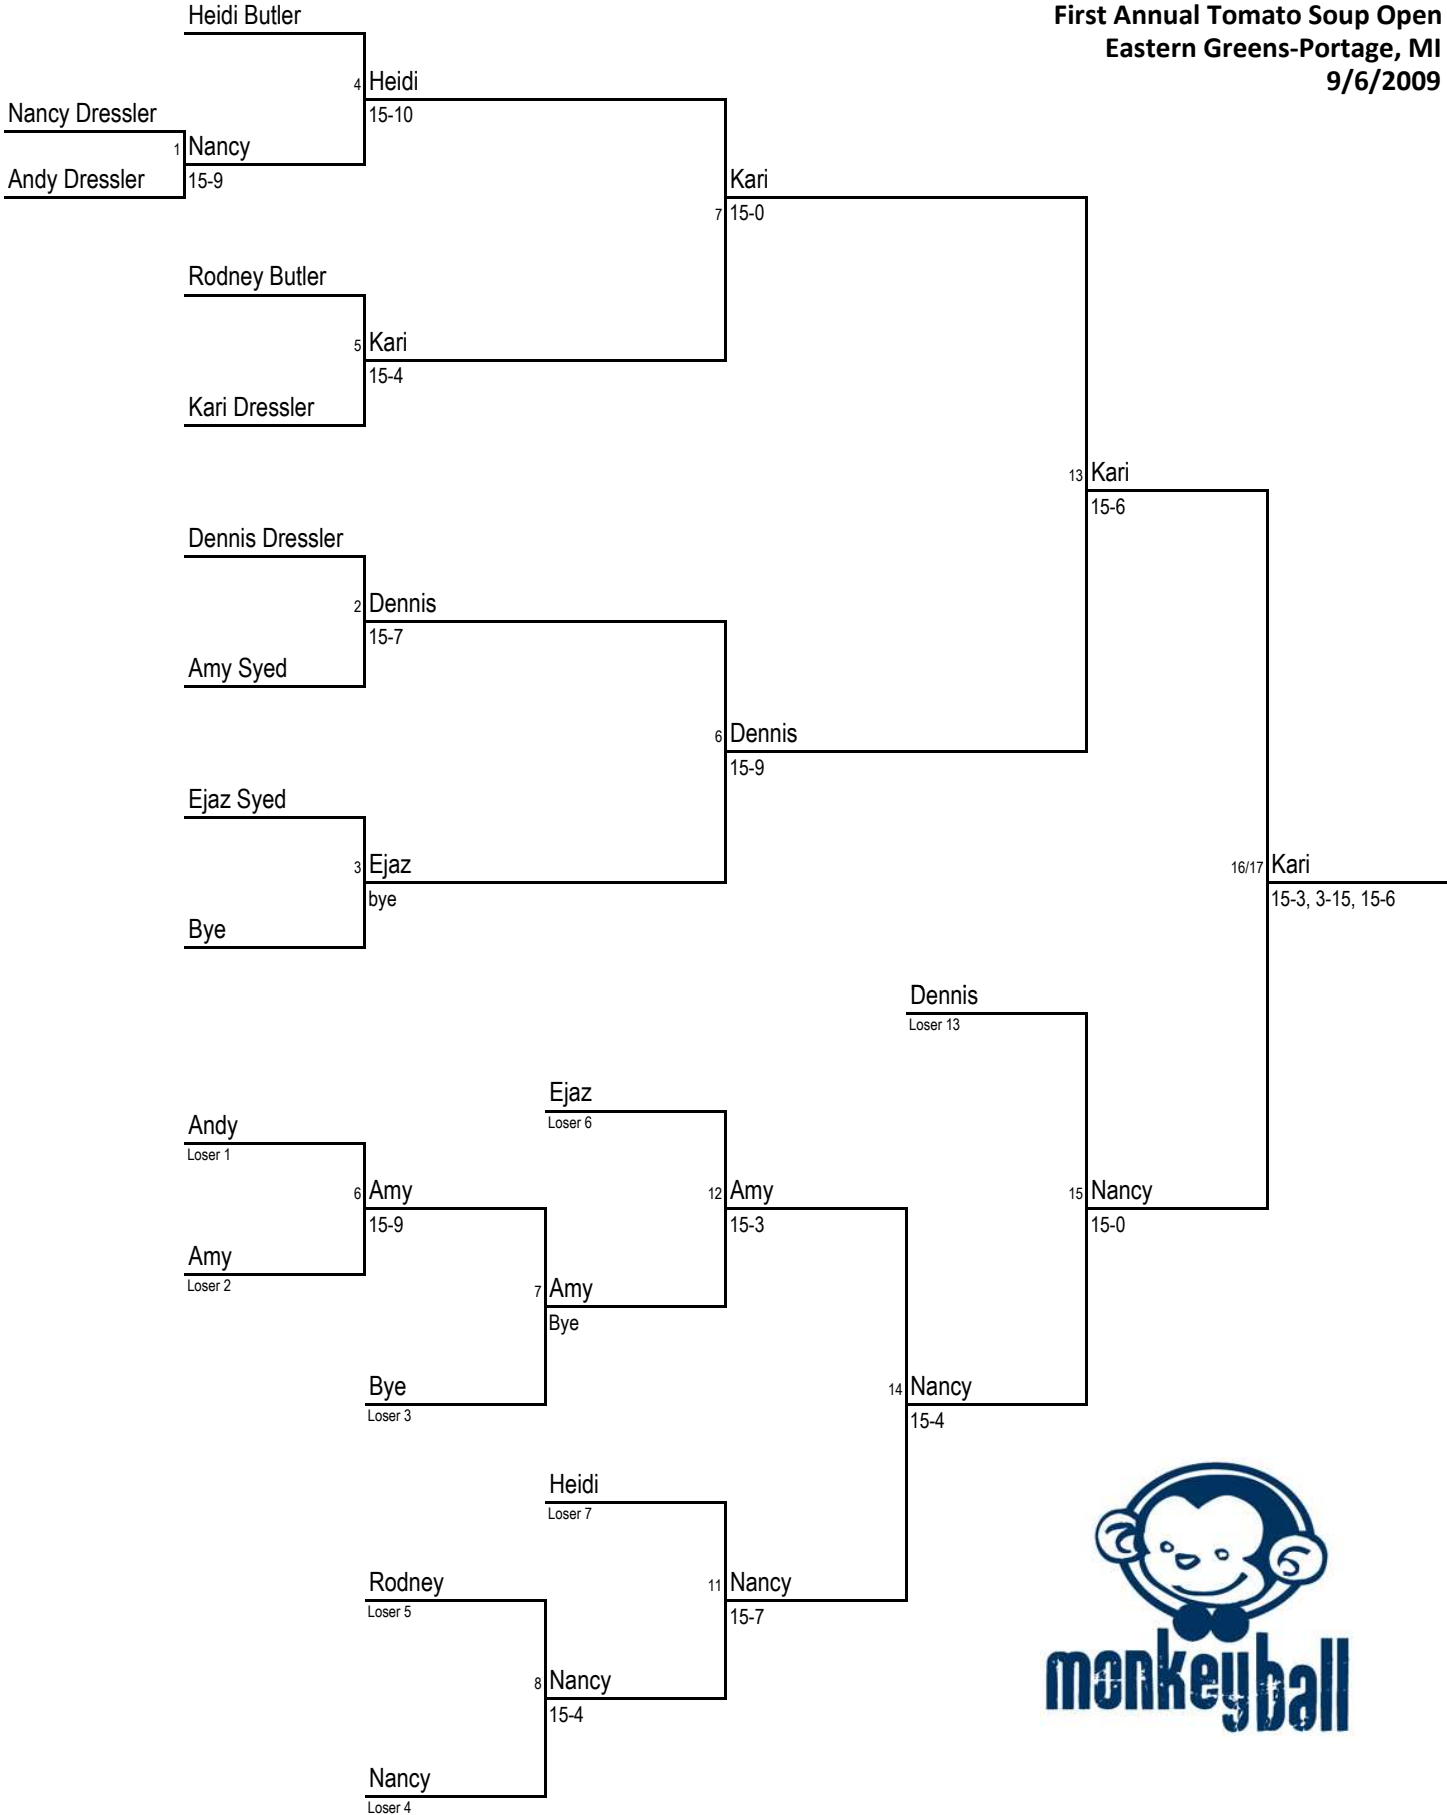 First Annual Tomato Soup Open
Eastern Greens-Portage, MI
9/6/2009
Heidi Butler
4 Heidi
15-10
Nancy Dressler
1 Nancy
15-9
Andy Dressler
Kari
7 15-0
Rodney Butler
5 Kari
15-4
Kari Dressler
13 Kari
15-6
Dennis Dressler
2 Dennis
15-7
Amy Syed
6 Dennis
15-9
Ejaz Syed
3 Ejaz
bye
Bye
16/17 Kari
15-3, 3-15, 15-6
Dennis
Loser 13
Ejaz
Loser 6
Andy
Loser 1
6 Amy
15-9
Amy
Loser 2
12 Amy
15-3
15 Nancy
15-0
7 Amy
Bye
Bye
Loser 3
14 Nancy
15-4
Heidi
Loser 7
Rodney
Loser 5
11 Nancy
15-7
8 Nancy
15-4
Nancy
Loser 4
monkeyball